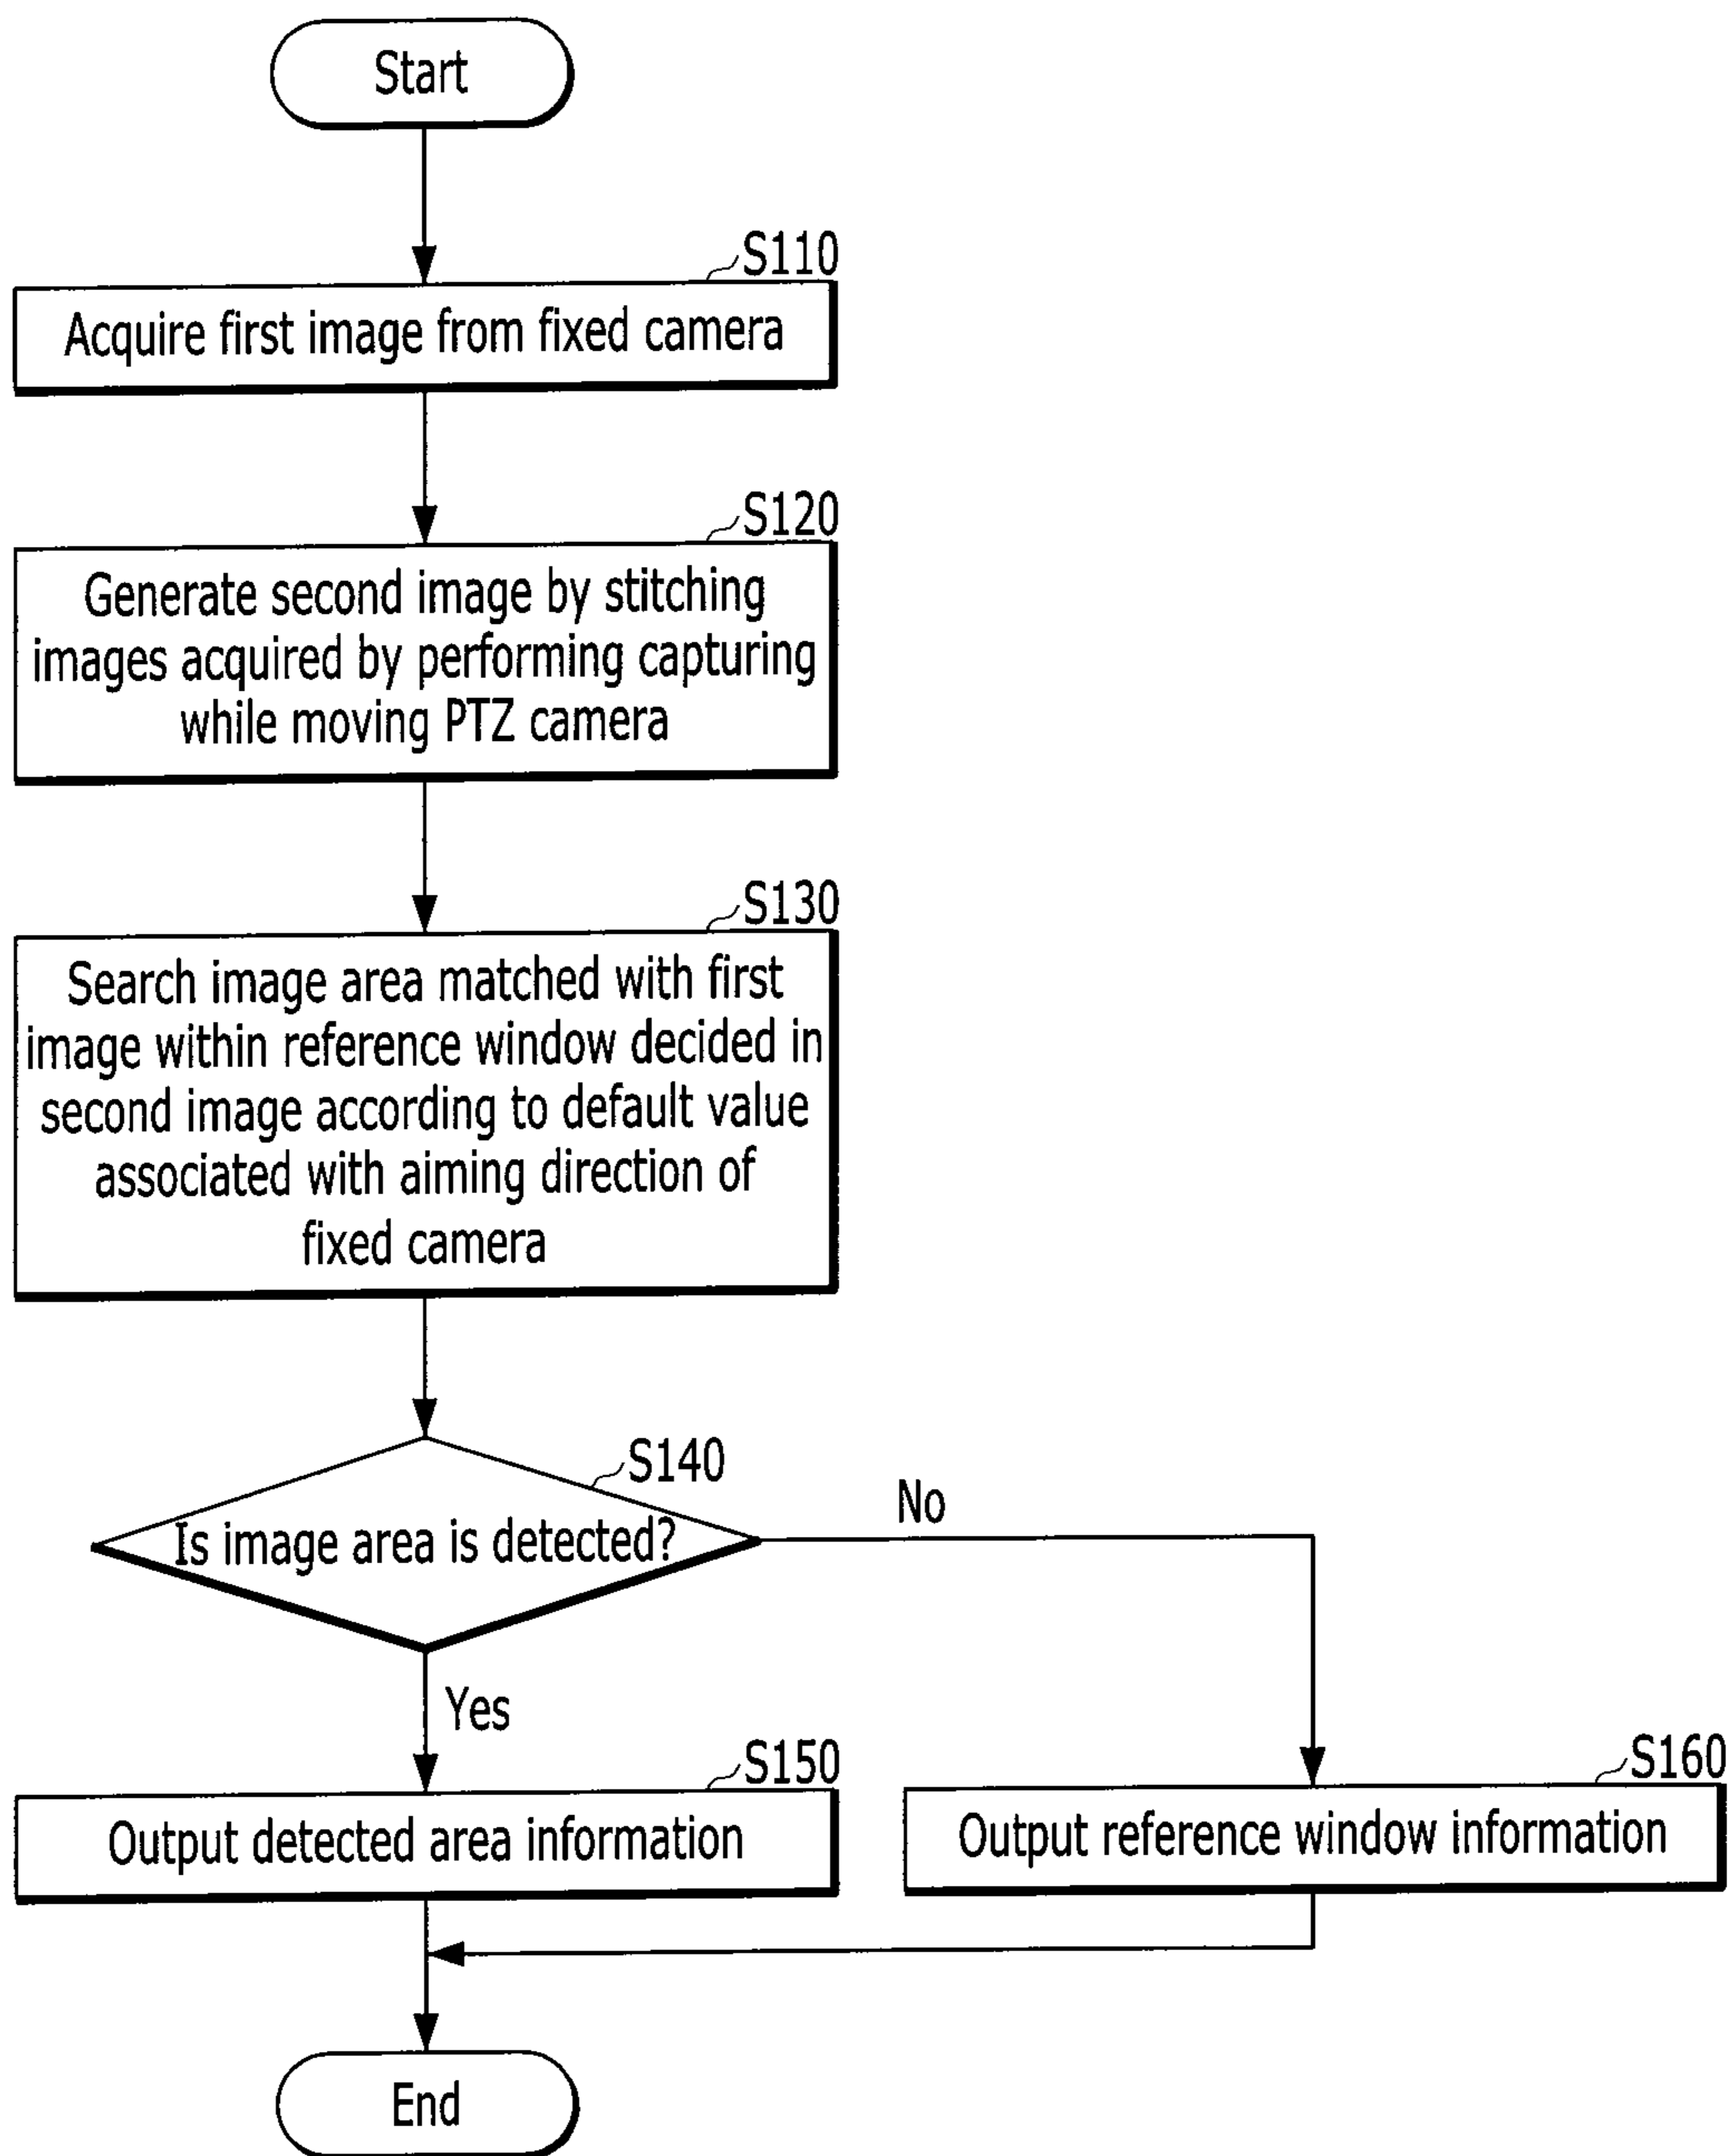 Start
S110
Acquire first image from fixed camera
S120
Generate second image by stitching
images acquired by performing capturing
while moving PTZ camera
S130
Search image area matched with first
image within reference window decided in
second image according to default value
associated with aiming direction of
fixed camera
S140
Is image area is detected?
No
Yes
S150
Output detected area information
S160
Output reference window information
End